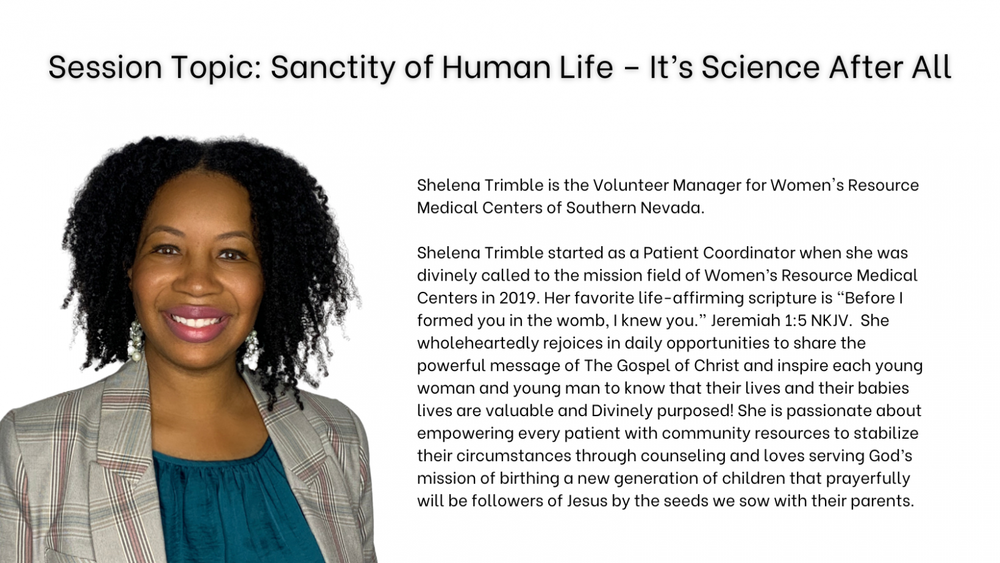 Session Topic: Sanctity of Human Life – It’s Science After All
Shelena Trimble is the Volunteer Manager for Women's Resource
Medical Centers of Southern Nevada.
Shelena Trimble started as a Patient Coordinator when she was
divinely called to the mission field of Women’s Resource Medical
Centers in 2019. Her favorite life-affirming scripture is “Before I
formed you in the womb, I knew you.” Jeremiah 1:5 NKJV.  She
wholeheartedly rejoices in daily opportunities to share the
powerful message of The Gospel of Christ and inspire each young
woman and young man to know that their lives and their babies
lives are valuable and Divinely purposed! She is passionate about
empowering every patient with community resources to stabilize
their circumstances through counseling and loves serving God’s
mission of birthing a new generation of children that prayerfully
will be followers of Jesus by the seeds we sow with their parents.